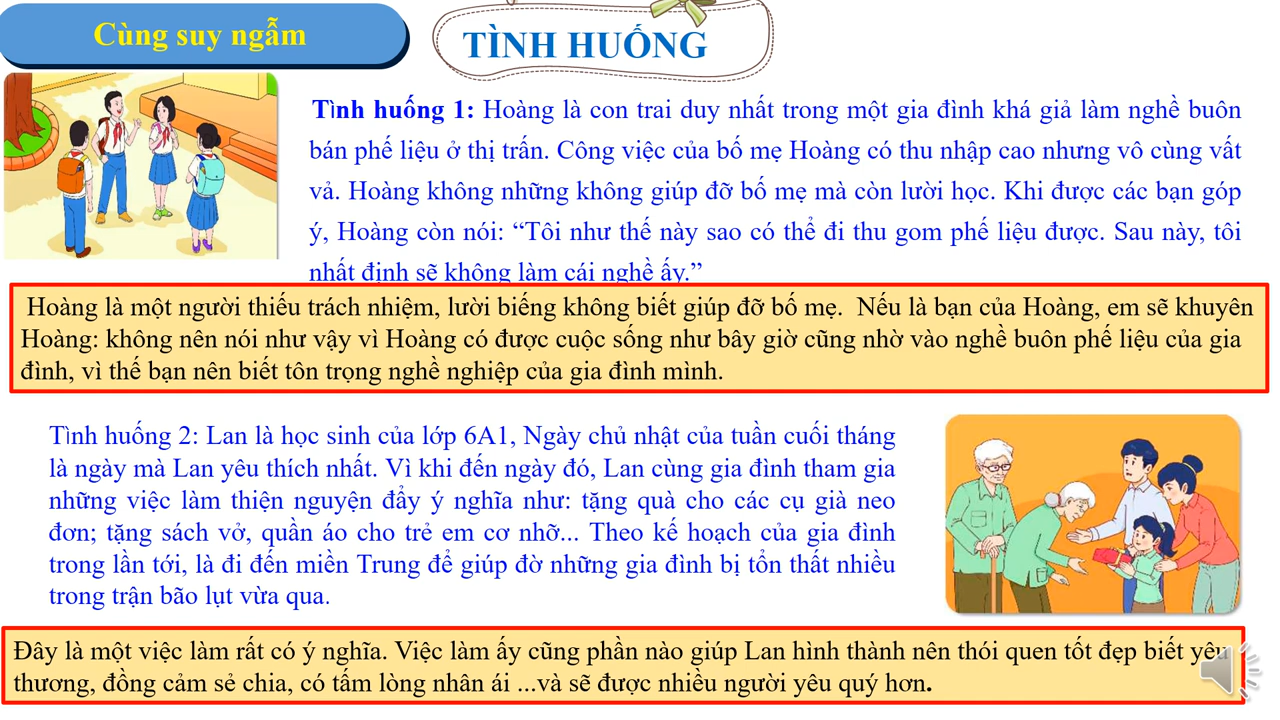 Cùng suy ngẫm
TÌNH HUỐNG
Tình huống 1: Hoàng là con trai duy nhất trong một gia đình khá giả làm nghề buôn
bán phế liệu ở thị trấn. Công việc của bố mẹ Hoàng có thu nhập cao nhưng vô cùng vất
vả. Hoàng không những không giúp đỡ bố mẹ mà còn lười học. Khi được các bạn góp
ý, Hoàng còn nói: “Tôi như thế này sao có thể đi thu gom phế liệu được. Sau này, tôi
nhất định sẽ không làm cái nghề ấy.”
Hoàng là một người thiếu trách nhiệm, lười biếng không biết giúp đỡ bố mẹ. Nếu là bạn của Hoàng, em sẽ khuyên
Hoàng: không nên nói như vậy vì Hoàng có được cuộc sống như bây giờ cũng nhờ vào nghề buôn phế liệu của gia
đình, vì thế bạn nên biết tôn trọng nghề nghiệp của gia đình mình.
Tình huống 2: Lan là học sinh của lớp 6A1, Ngày chủ nhật của tuần cuối tháng
là ngày mà Lan yêu thích nhất. Vì khi đến ngày đó, Lan cùng gia đình tham gia
những việc làm thiện nguyện đầy ý nghĩa như: tặng quà cho các cụ già neo
đơn; tặng sách vở, quần áo cho trẻ em cơ nhỡ... Theo kế hoạch của gia đình
trong lần tới, là đi đến miền Trung để giúp đờ những gia đình bị tổn thất nhiều
trong trận bão lụt vừa qua.
Đây là một việc làm rất có ý nghĩa. Việc làm ấy cũng phần nào giúp Lan hình thành nên thói quen tốt đẹp biết yêu
thương, đồng cảm sẻ chia, có tấm lòng nhân ái ...và sẽ được nhiều người yêu quý hơn.